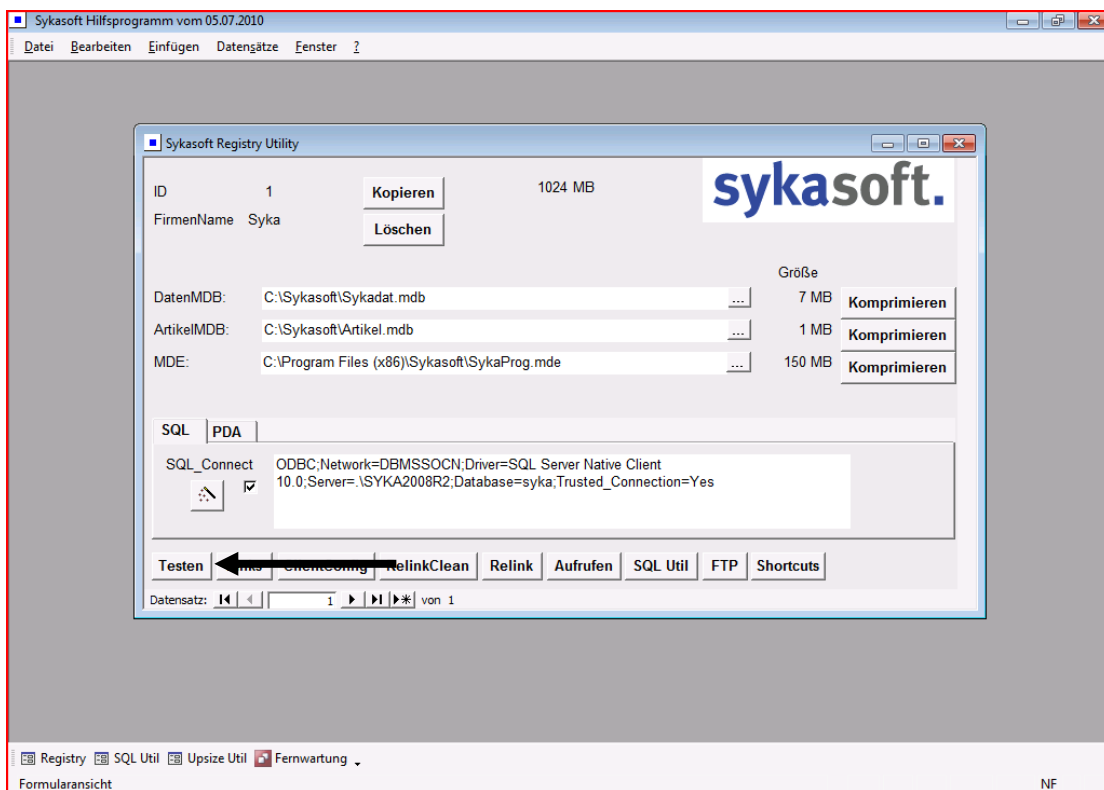 Sykasoft Hilfsprogramm vom 05.07.2010
Datei Bearbeiten Einfügen Datensätze Fenster ?
Sykasoft Registry Utility
ID 1 Kopieren 1024 MB sykasoft.
FirmenName Syka Löschen
Größe
DatenMDB: C:\Sykasoft\Sykadat.mdb ... 7 MB Komprimieren
ArtikelMDB: C:\Sykasoft\Artikel.mdb ... 1 MB Komprimieren
MDE: C:\Program Files (x86)\Sykasoft\SykaProg.mde ... 150 MB Komprimieren
SQL PDA
SQL_Connect ODBC;Network=DBMSSOCN;Driver=SQL Server Native Client
10.0;Server=.\SYKA2008R2;Database=syka;Trusted_Connection=Yes
Testen RelinkClean Relink Aufrufen SQL Util FTP Shortcuts
Datensatz: 1 von 1
Registry SQL Util Upsize Util Fernwartung
Formularansicht NF